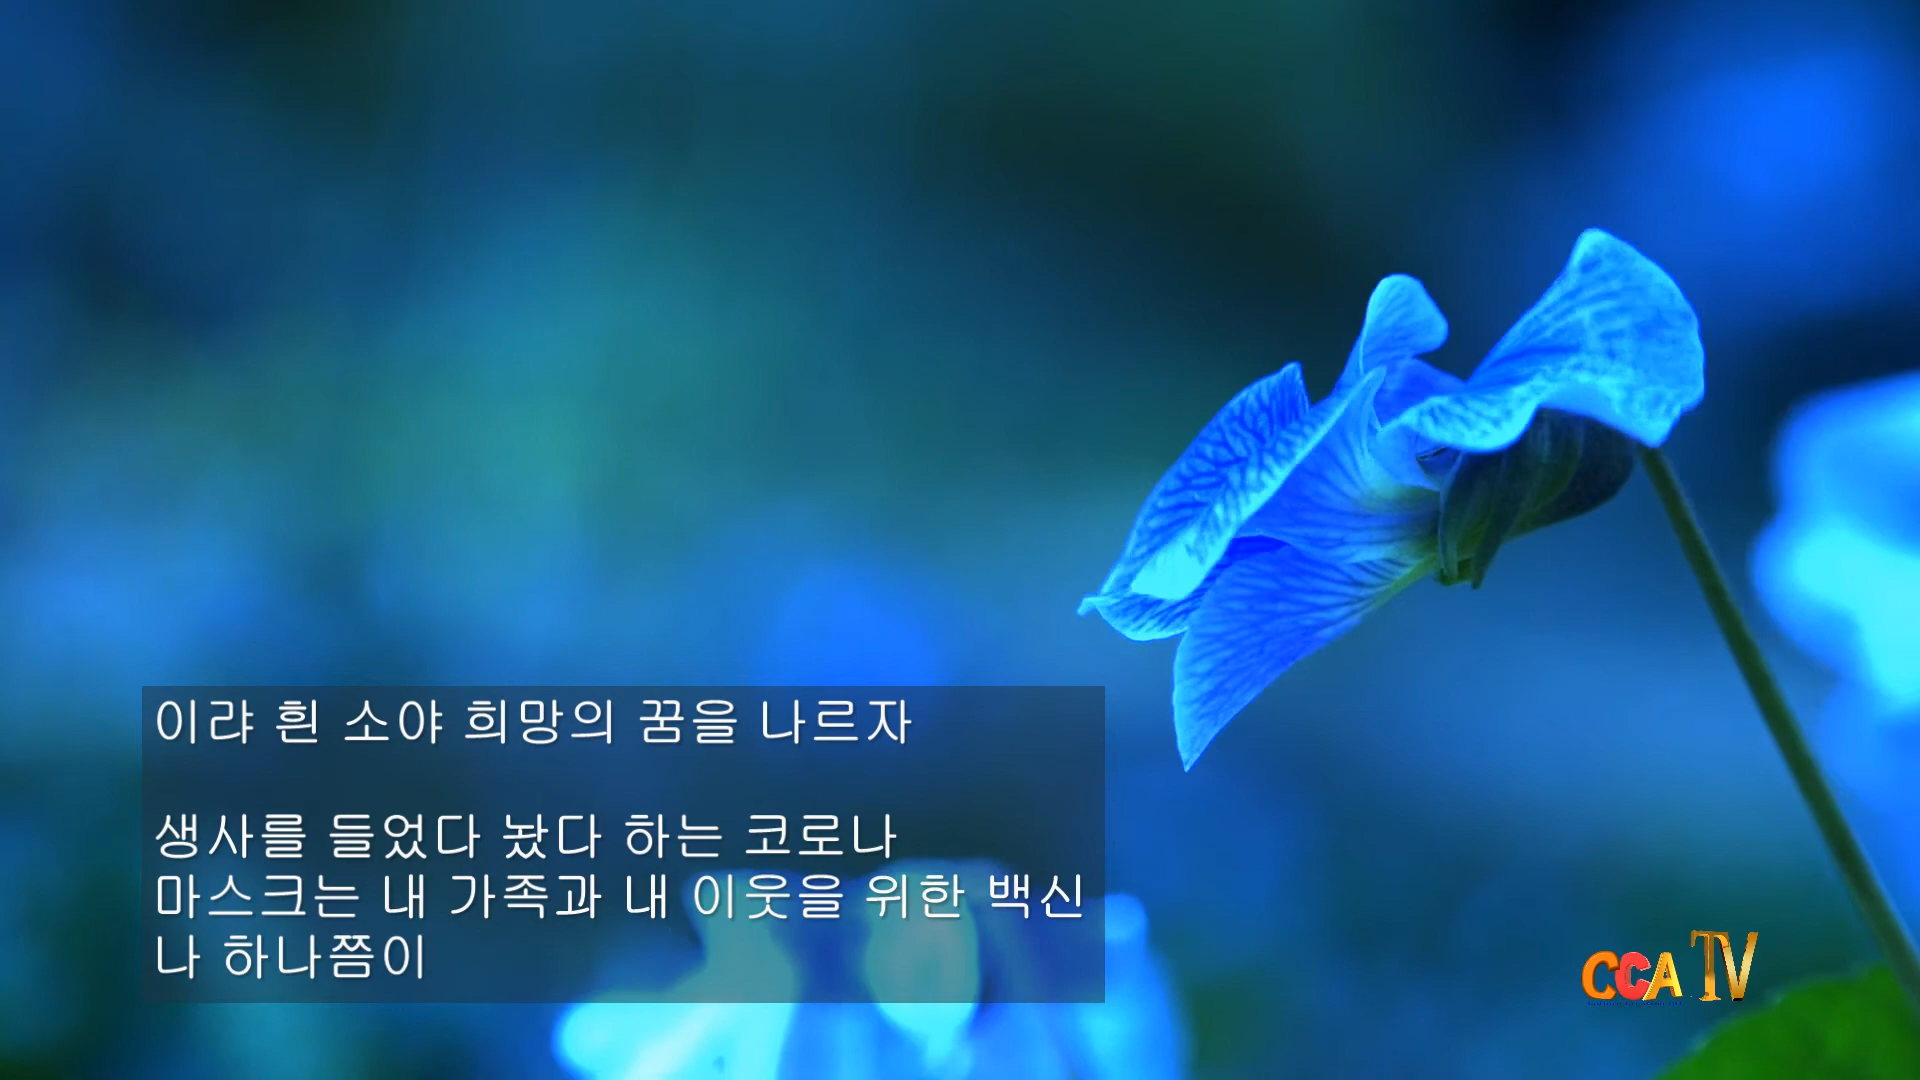 이랴 흰 소야 희망의 꿈을 나르자
생사를 들었다 놨다 하는 코로나
마스크는 내 가족과 내 이웃을 위한 백신
나 하나쯤이
CCA TV